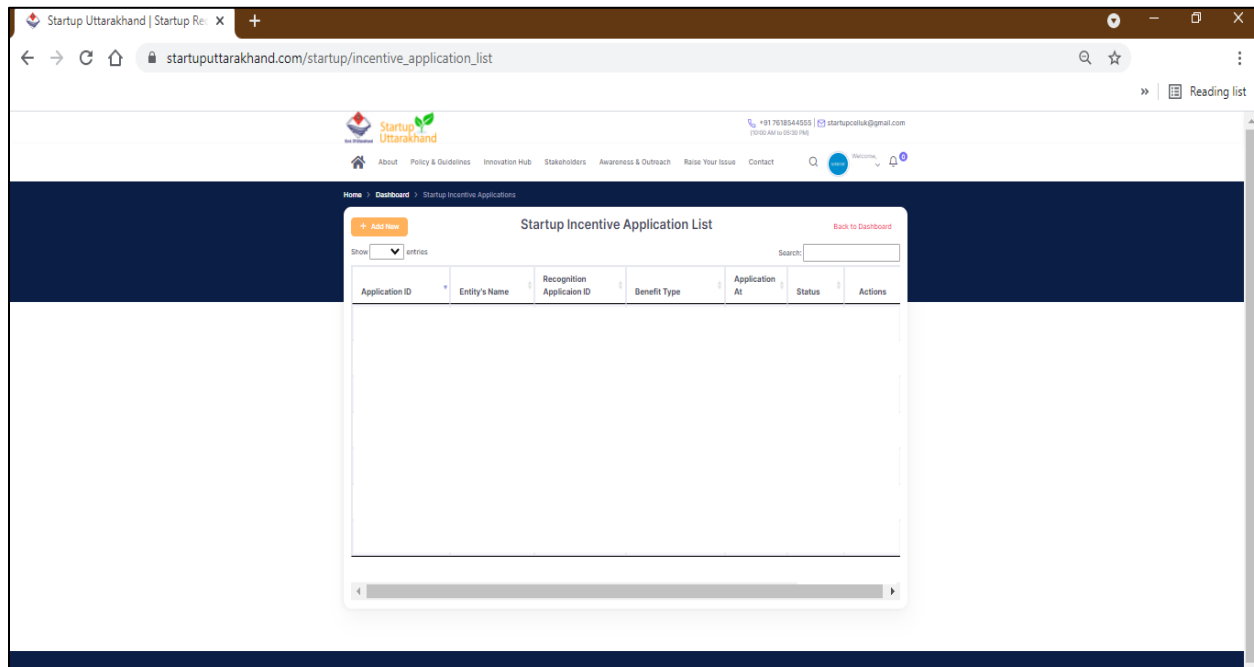 Startup Uttarakhand | Startup Rec
startuputtarakhand.com/startup/incentive_application_list
Reading list
Startup
Uttarakhand
+91 7618544555 | startupcolluk@gmail.com
(10:00 AM to 05:30 PM)
About Policy & Guidelines Innovation Hub Stakeholders Awareness & Outreach Raise Your Issue Contact Welcome, 0
Home > Dashboard > Startup Incentive Applications
+ Add New Startup Incentive Application List Back to Dashboard
Show entries Search:
Application ID Entity's Name Recognition Applicaion ID Benefit Type Application At Status Actions